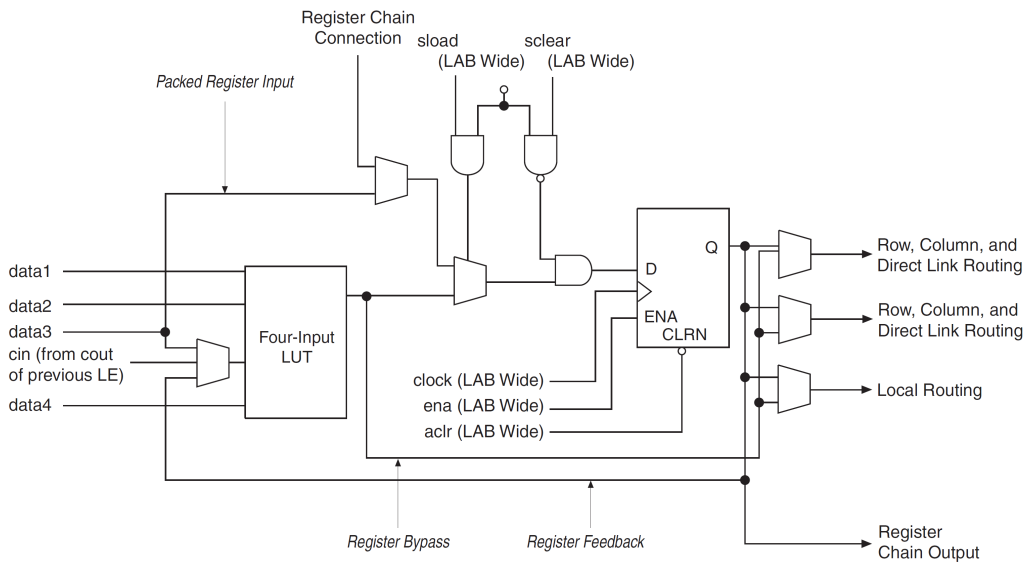 Register Chain
Connection
sload
(LAB Wide)
sclear
(LAB Wide)
Packed Register Input
data1
data2
data3
cin (from cout
of previous LE)
data4
Four-Input
LUT
Q
D
ENA
CLRN
clock (LAB Wide)
ena (LAB Wide)
aclr (LAB Wide)
Row, Column, and
Direct Link Routing
Row, Column, and
Direct Link Routing
Local Routing
Register Bypass
Register Feedback
Register
Chain Output